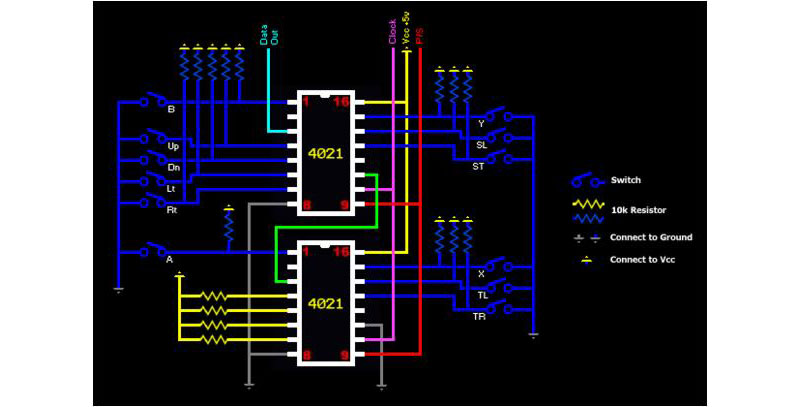 Data Out
Clock
Vcc +5v
P/S
B
Up
Dn
Lt
Rt
1 16
4021
8 9
Y
SL
ST
A
1 16
4021
8 9
X
TL
TR
Switch
10k Resistor
Connect to Ground
Connect to Vcc